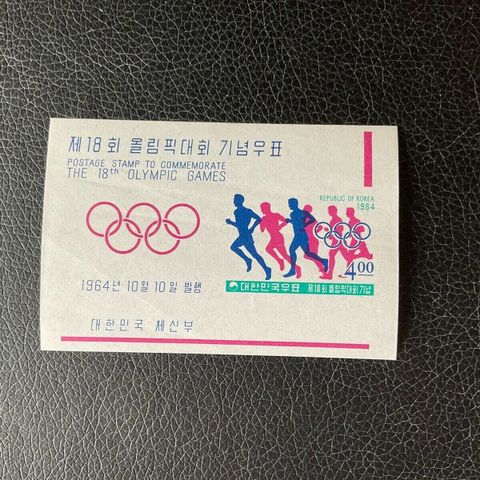 제18회 올림픽대회 기념우표
POSTAGE STAMP TO COMMEMORATE
THE 18th OLYMPIC GAMES
REPUBLIC OF KOREA
1964
4.00
대한민국우표 제18회올림픽대회기념
1964년 10월 10일 발행
대한민국 체신부